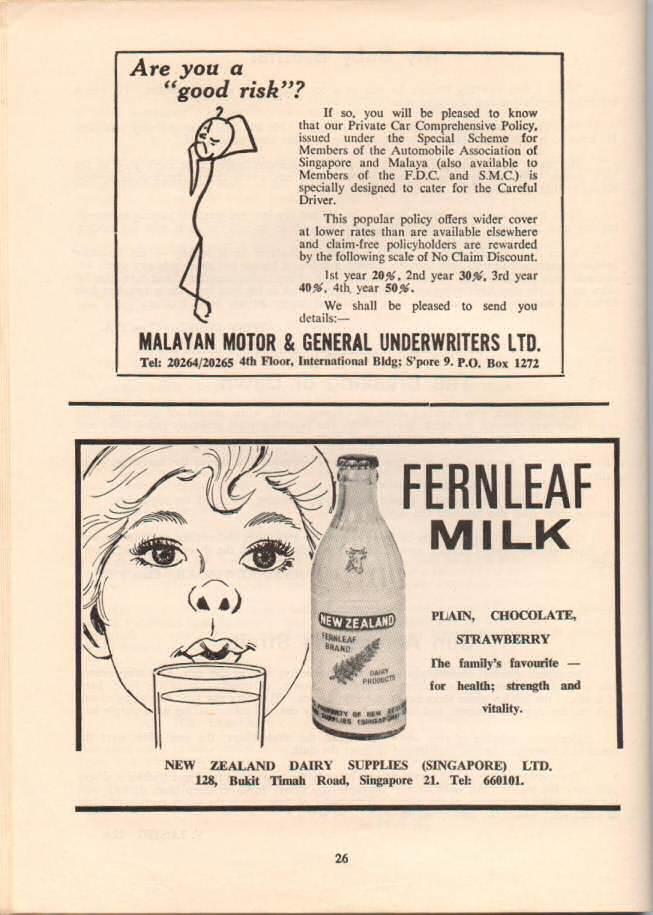 Are you a
"good risk"?
If so, you will be pleased to know
that our Private Car Comprehensive Policy,
issued under the Special Scheme for
Members of the Automobile Association of
Singapore and Malaya (also available to
Members of the F.D.C. and S.M.C.) is
specially designed to cater for the Careful
Driver.
This popular policy offers wider cover
at lower rates than are available elsewhere
and claim-free policyholders are rewarded
by the following scale of No Claim Discount.
1st year 20%, 2nd year 30%, 3rd year
40%, 4th year 50%.
We shall be pleased to send you
details:—
MALAYAN MOTOR & GENERAL UNDERWRITERS LTD.
Tel: 20264/20265 4th Floor, International Bldg; S'pore 9. P.O. Box 1272
FERNLEAF
MILK
NEW ZEALAND
FERNLEAF
BRAND
DAIRY
PRODUCTS
PROPERTY OF NEW
SUPPLIES (SINGAPORE)
PLAIN, CHOCOLATE,
STRAWBERRY
The family's favourite —
for health; strength and
vitality.
NEW ZEALAND DAIRY SUPPLIES (SINGAPORE) LTD.
128, Bukit Timah Road, Singapore 21. Tel: 660101.
26